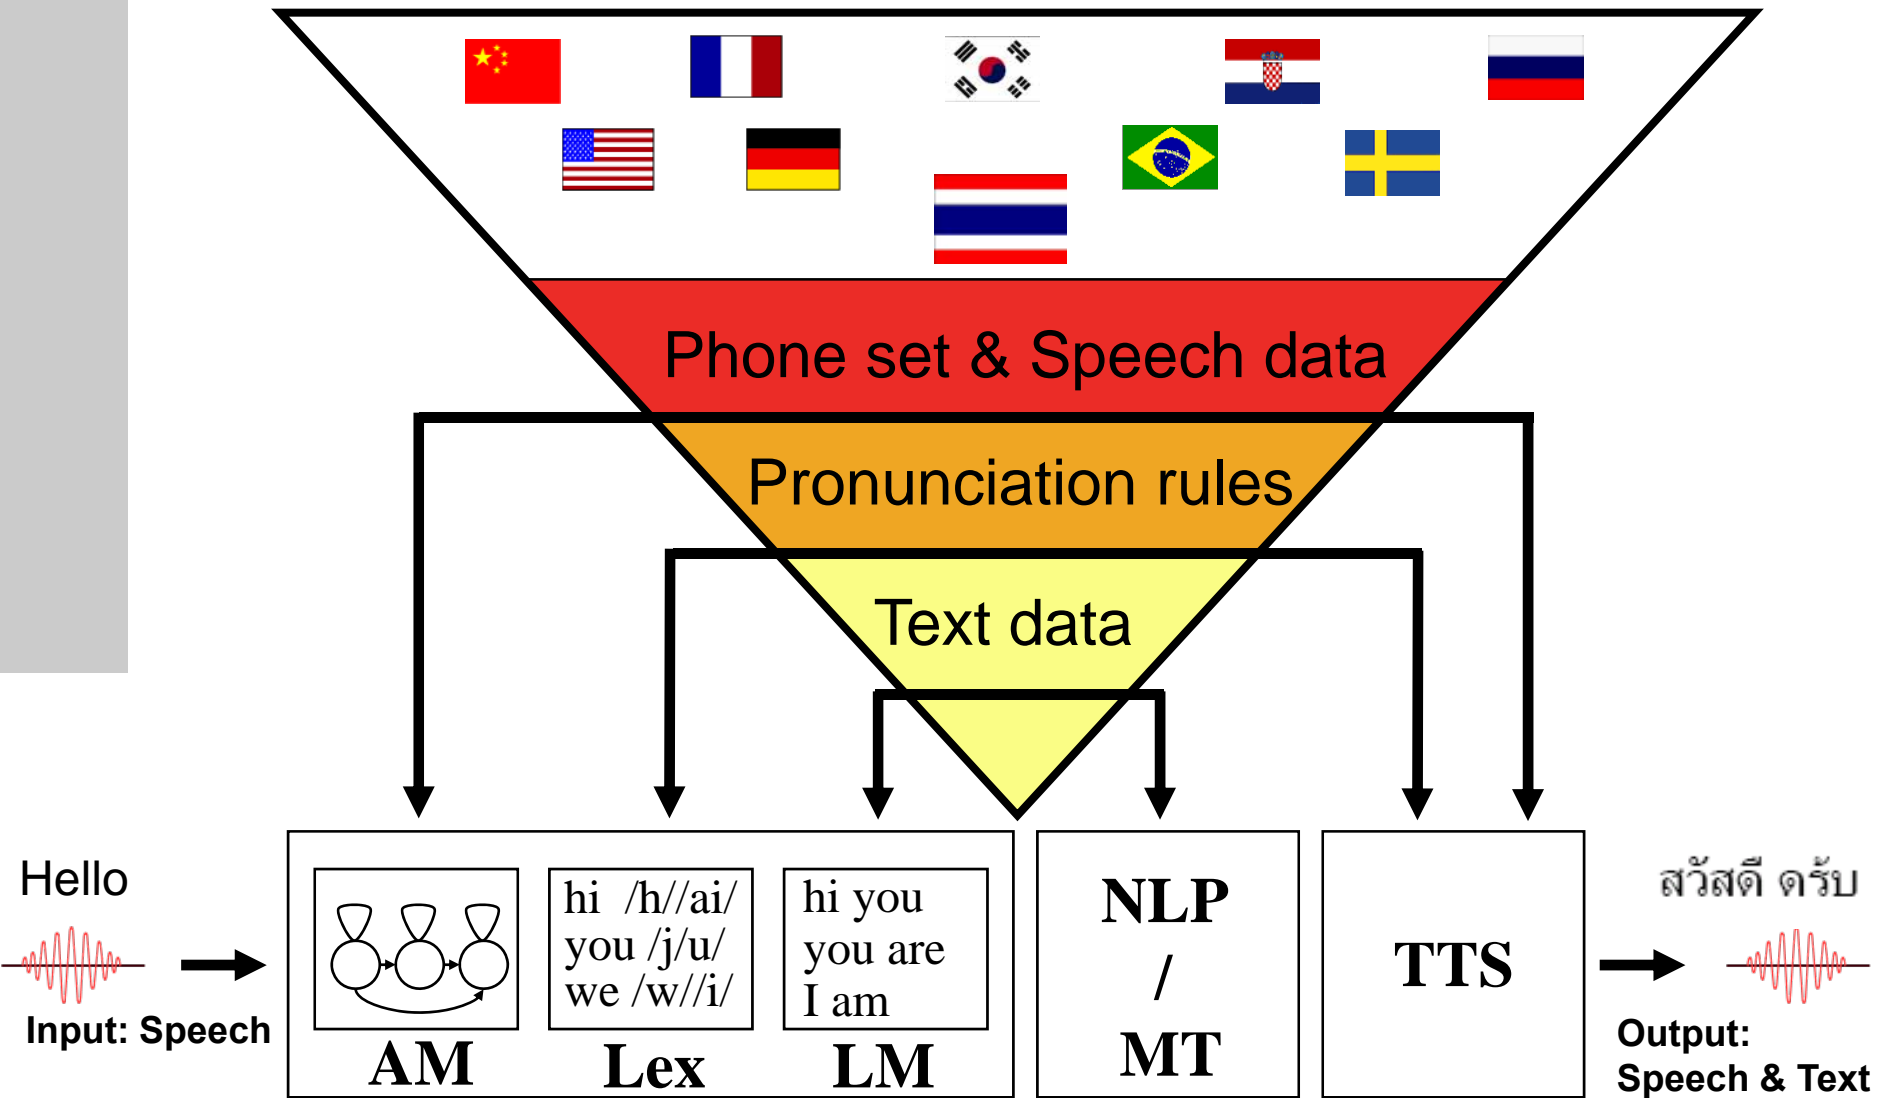 Phone set & Speech data
Pronunciation rules
Text data
Hello
Input: Speech
hi /h//ai/
you /j/u/
we /w//i/
hi you
you are
I am
AM
Lex
LM
NLP
/
MT
TTS
สวัสดี ดรับ
Output:
Speech & Text